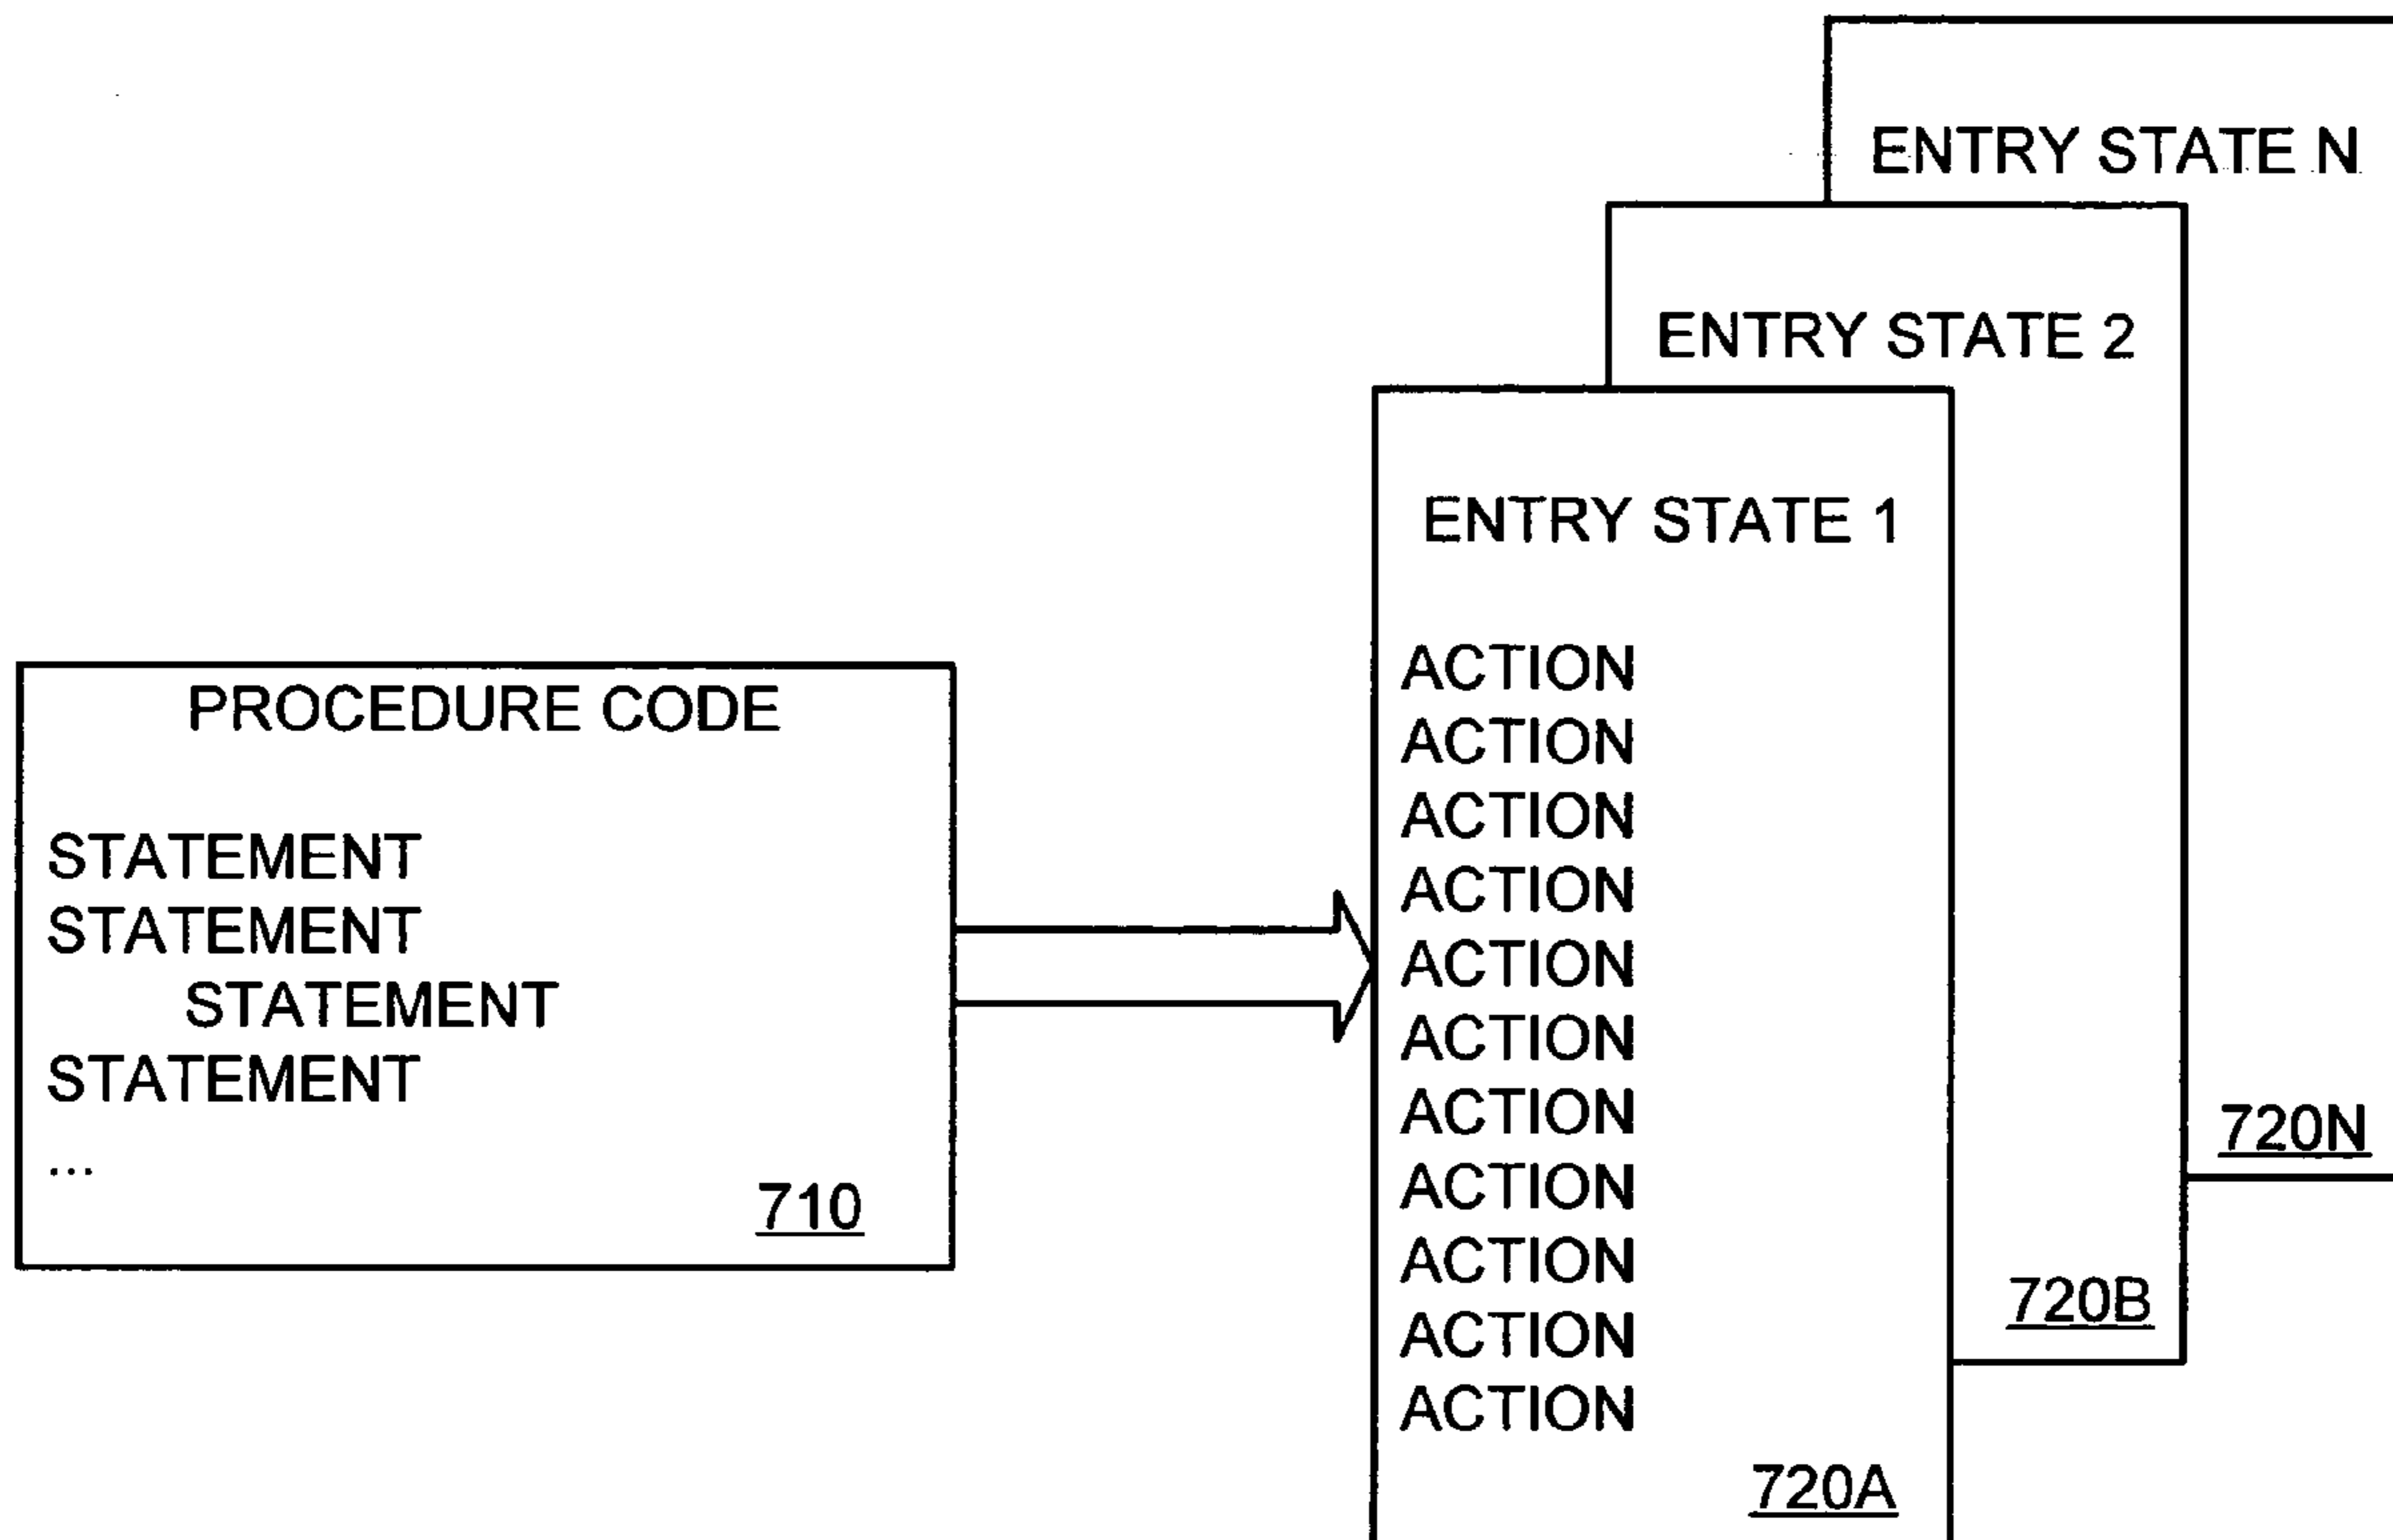 PROCEDURE CODE
STATEMENT
STATEMENT
STATEMENT
STATEMENT
...
710
ENTRY STATE N
720N
ENTRY STATE 2
720B
ENTRY STATE 1
ACTION
ACTION
ACTION
ACTION
ACTION
ACTION
ACTION
ACTION
ACTION
ACTION
ACTION
720A